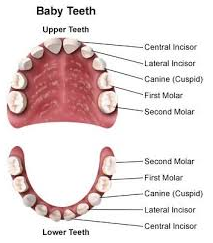 Baby Teeth
Upper Teeth
Central Incisor
Lateral Incisor
Canine (Cuspid)
First Molar
Second Molar
Second Molar
First Molar
Canine (Cuspid)
Lateral Incisor
Central Incisor
Lower Teeth